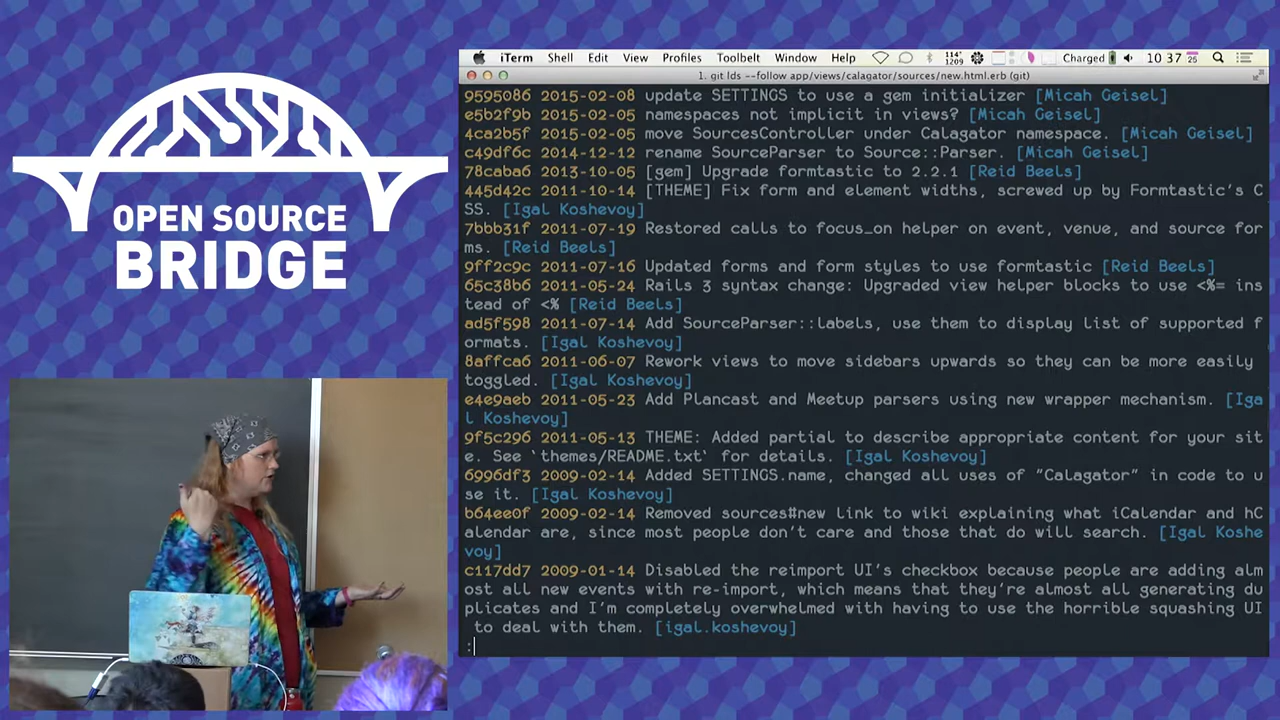 OPEN SOURCE
BRIDGE
iTerm Shell Edit View Profiles Toolbelt Window Help 114° 1209 Charged 10 37 25
1. git lds --follow app/views/calagator/sources/new.html.erb (git)
9595086 2015-02-08 update SETTINGS to use a gem initializer [Micah Geisel]
e5b2f9b 2015-02-05 namespaces not implicit in views? [Micah Geisel]
4ca2b5f 2015-02-05 move SourcesController under Calagator namespace. [Micah Geisel]
c49df6c 2014-12-12 rename SourceParser to Source::Parser. [Micah Geisel]
78caba6 2013-10-05 [gem] Upgrade formtastic to 2.2.1 [Reid Beels]
445d42c 2011-10-14 [THEME] Fix form and element widths, screwed up by Formtastic's C
SS. [Igal Koshevoy]
7bbb31f 2011-07-19 Restored calls to focus_on helper on event, venue, and source for
ms. [Reid Beels]
9ff2c9c 2011-07-16 Updated forms and form styles to use formtastic [Reid Beels]
65c38b6 2011-05-24 Rails 3 syntax change: Upgraded view helper blocks to use <%= ins
tead of <% [Reid Beels]
ad5f598 2011-07-14 Add SourceParser::labels, use them to display list of supported f
ormats. [Igal Koshevoy]
8affca6 2011-06-07 Rework views to move sidebars upwards so they can be more easily
toggled. [Igal Koshevoy]
e4e9aeb 2011-05-23 Add Plancast and Meetup parsers using new wrapper mechanism. [Iga
l Koshevoy]
9f5c296 2011-05-13 THEME: Added partial to describe appropriate content for your sit
e. See `themes/README.txt` for details. [Igal Koshevoy]
6996df3 2009-02-14 Added SETTINGS.name, changed all uses of "Calagator" in code to u
se it. [Igal Koshevoy]
b64ee0f 2009-02-14 Removed sources#new link to wiki explaining what iCalendar and hC
alendar are, since most people don't care and those that do will search. [Igal Koshe
voy]
c117dd7 2009-01-14 Disabled the reimport UI's checkbox because people are adding alm
ost all new events with re-import, which means that they're almost all generating du
plicates and I'm completely overwhelmed with having to use the horrible squashing UI
to deal with them. [igal.koshevoy]
: